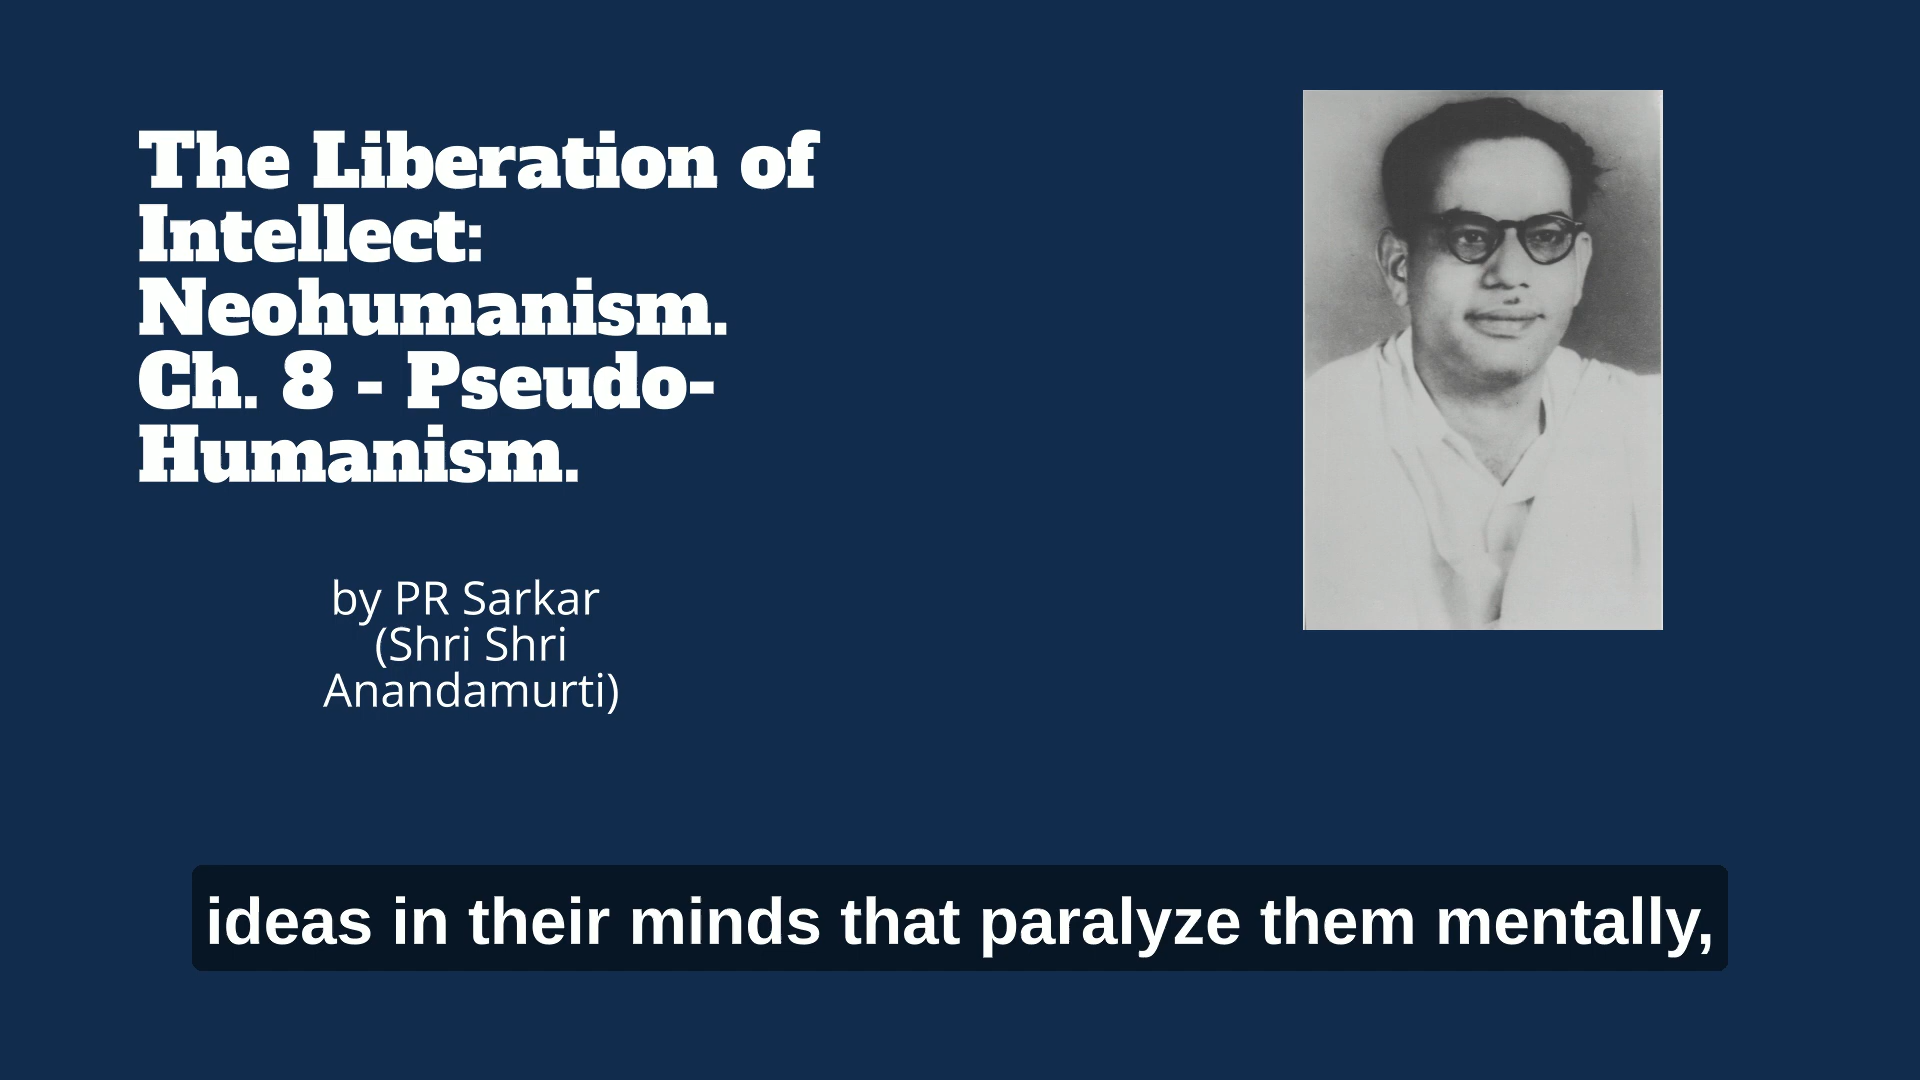 The Liberation of
Intellect:
Neohumanism.
Ch. 8 - Pseudo-
Humanism.
by PR Sarkar
(Shri Shri
Anandamurti)
ideas in their minds that paralyze them mentally,